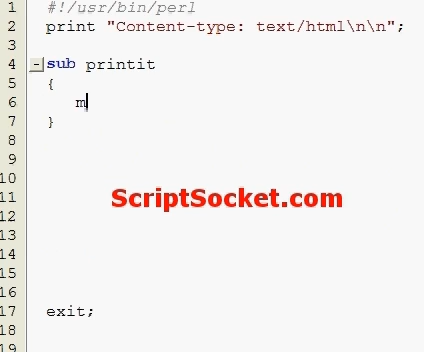 1 #!/usr/bin/perl
2 print "Content-type: text/html\n\n";
3
4 sub printit
5 {
6 m
7 }
8
9
10
11 ScriptSocket.com
12
13
14
15
16
17 exit;
18
19